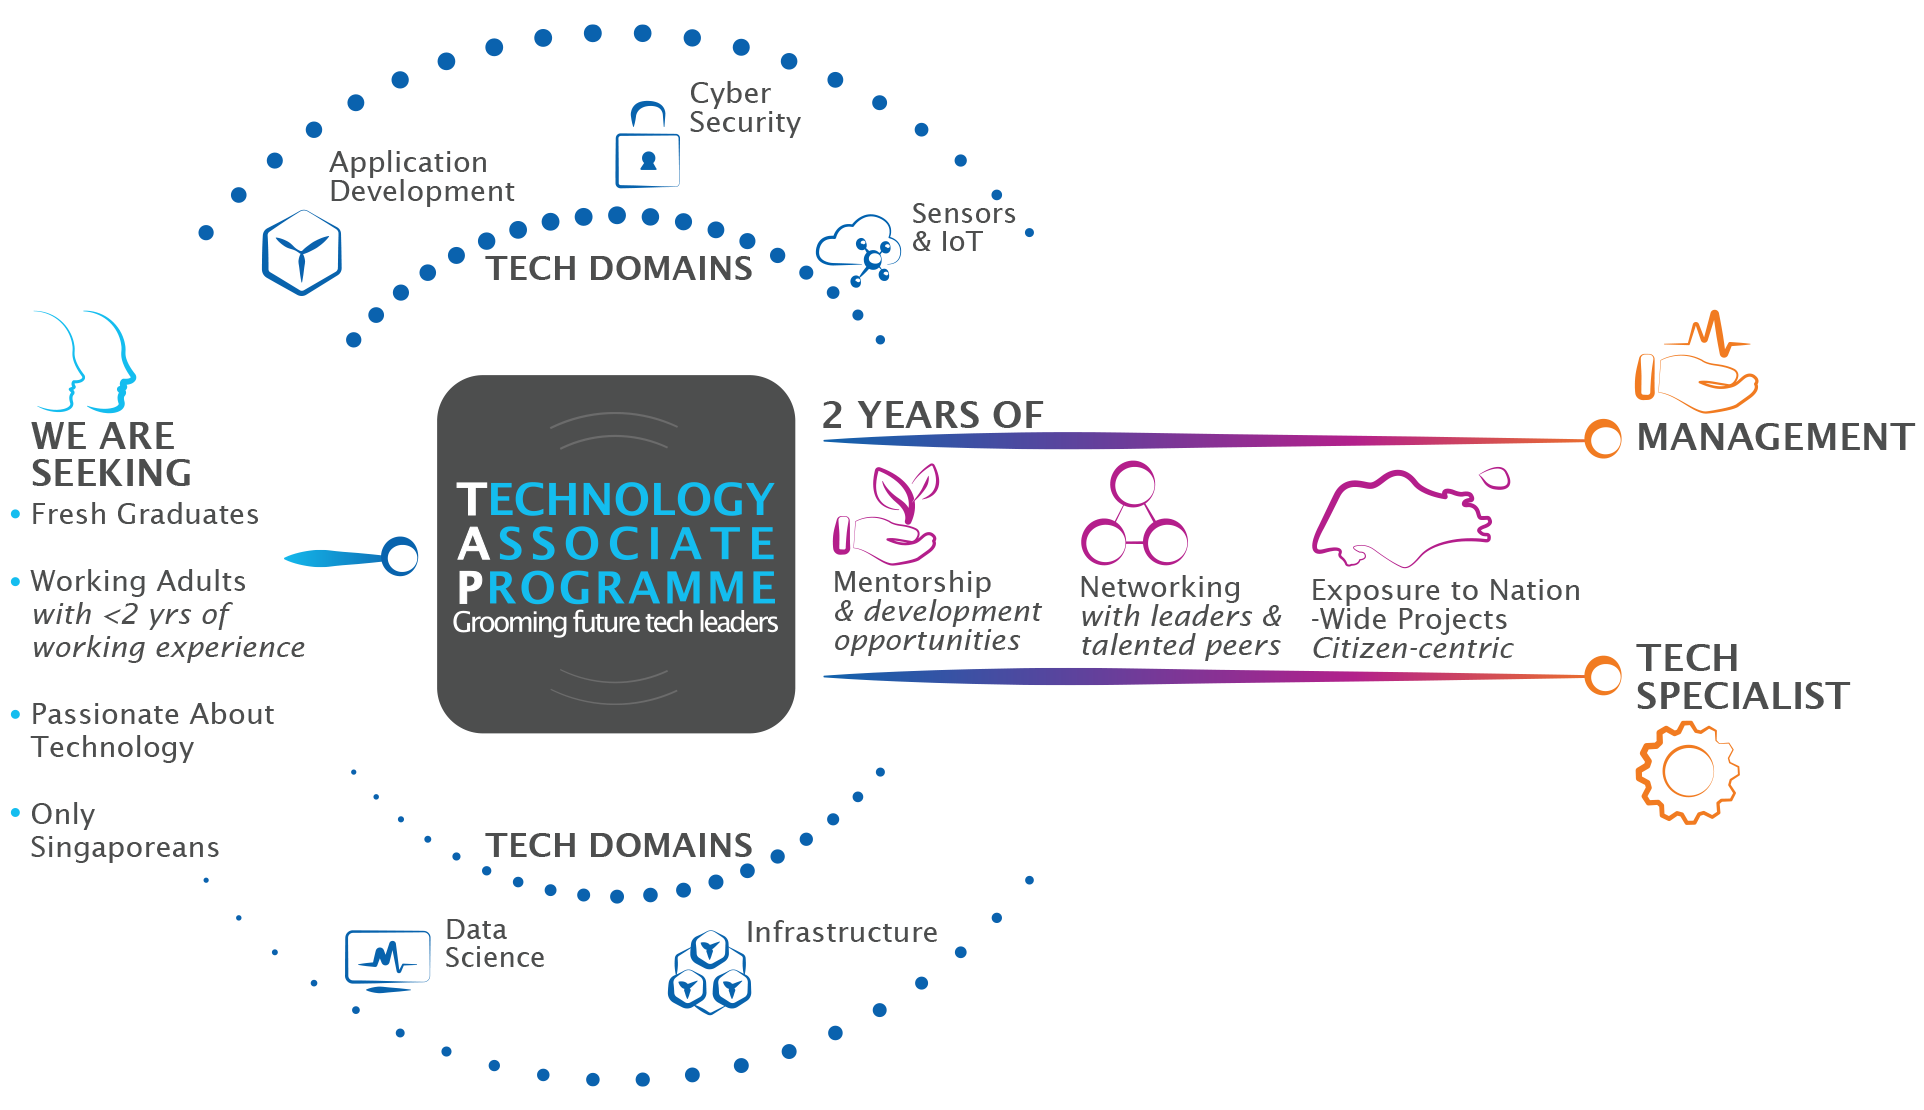 Cyber
Security
Application
Development
Sensors
& IoT
TECH DOMAINS
WE ARE
SEEKING
• Fresh Graduates
• Working Adults
with <2 yrs of
working experience
• Passionate About
Technology
• Only
Singaporeans
TECHNOLOGY
ASSOCIATE
PROGRAMME
Grooming future tech leaders
2 YEARS OF
Mentorship
& development
opportunities
Networking
with leaders &
talented peers
Exposure to Nation
-Wide Projects
Citizen-centric
MANAGEMENT
TECH
SPECIALIST
TECH DOMAINS
Data
Science
Infrastructure